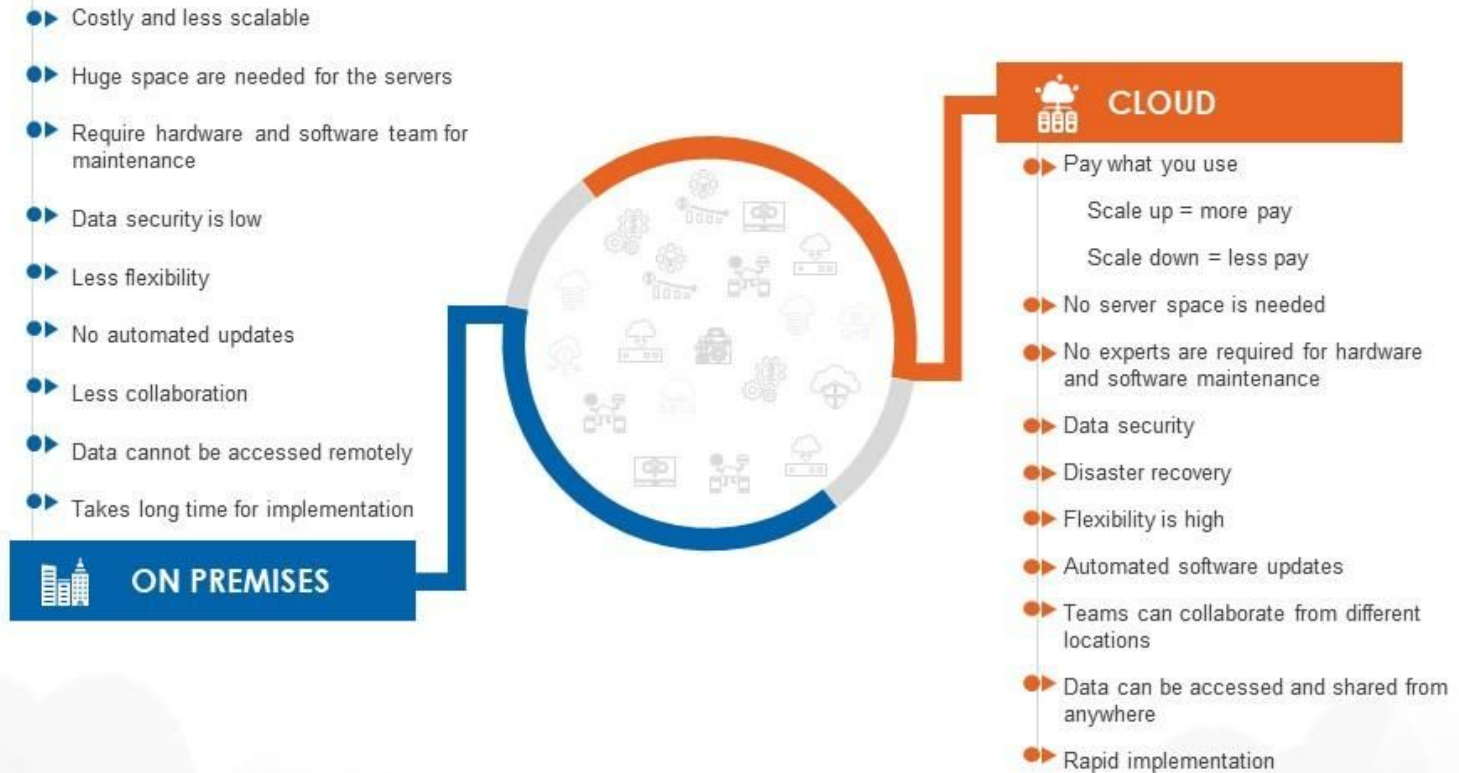 Costly and less scalable
Huge space are needed for the servers
Require hardware and software team for
maintenance
Data security is low
Less flexibility
No automated updates
Less collaboration
Data cannot be accessed remotely
Takes long time for implementation
ON PREMISES
CLOUD
Pay what you use
Scale up = more pay
Scale down = less pay
No server space is needed
No experts are required for hardware
and software maintenance
Data security
Disaster recovery
Flexibility is high
Automated software updates
Teams can collaborate from different
locations
Data can be accessed and shared from
anywhere
Rapid implementation